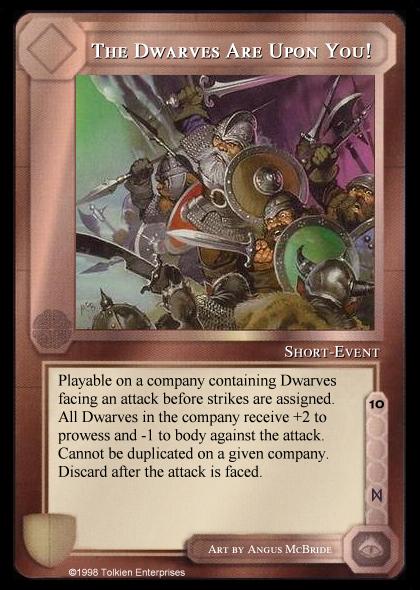 The Dwarves Are Upon You!
Short-Event
Playable on a company containing Dwarves
facing an attack before strikes are assigned.
All Dwarves in the company receive +2 to
prowess and -1 to body against the attack.
Cannot be duplicated on a given company.
Discard after the attack is faced.
10
Art by Angus McBride
©1998 Tolkien Enterprises